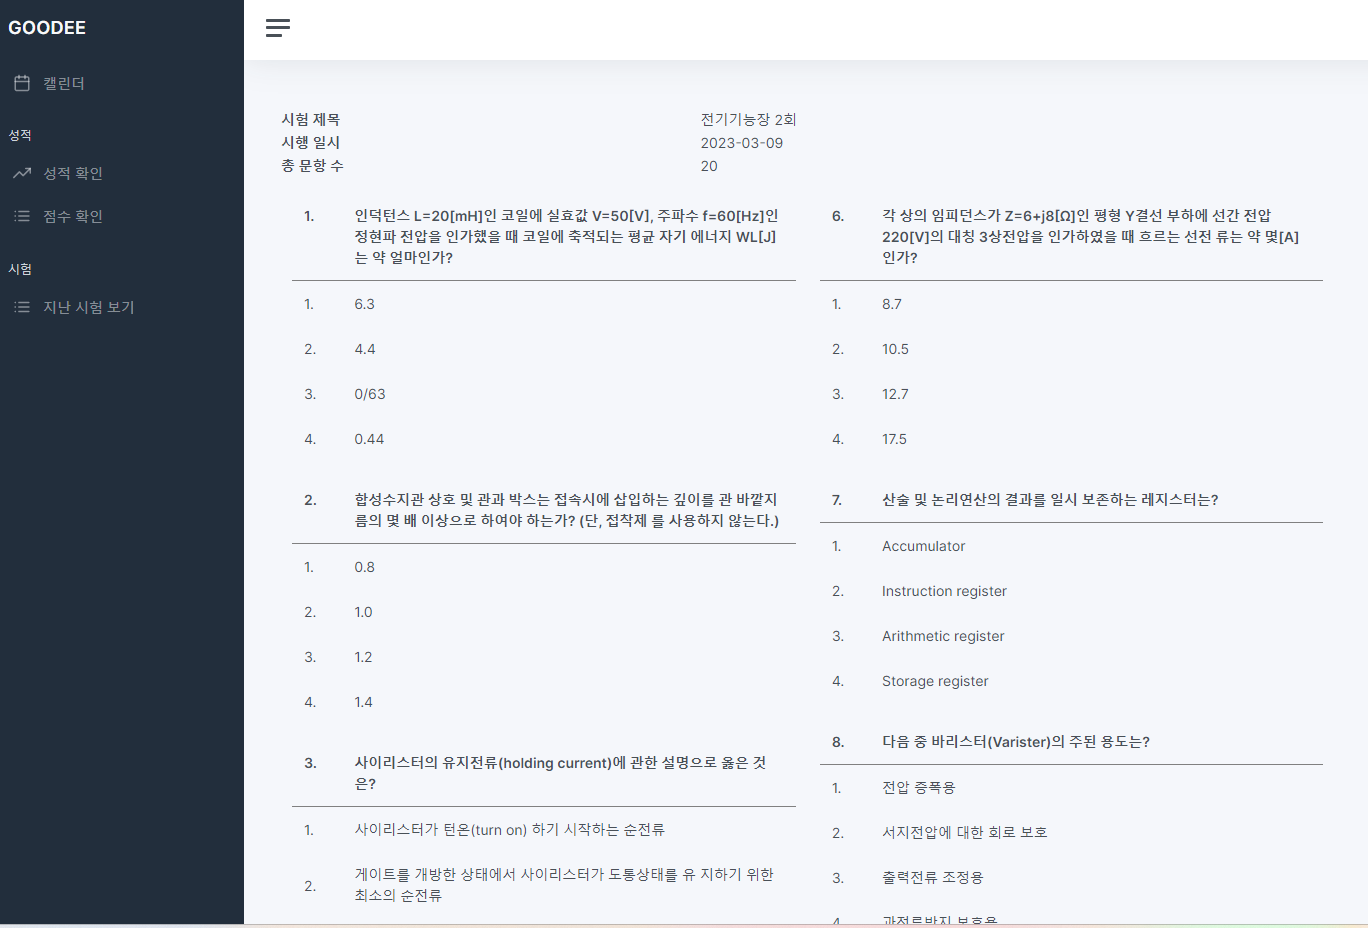 GOODEE
캘린더
성적
성적 확인
점수 확인
시험
지난 시험 보기
시험 제목 전기기능장 2회
시행 일시 2023-03-09
총 문항 수 20
1. 인덕턴스 L=20[mH]인 코일에 실효값 V=50[V], 주파수 f=60[Hz]인
정현파 전압을 인가했을 때 코일에 축적되는 평균 자기 에너지 WL[J]
는 약 얼마인가?
1. 6.3
2. 4.4
3. 0/63
4. 0.44
2. 합성수지관 상호 및 관과 박스는 접속시에 삽입하는 깊이를 관 바깥지
름의 몇 배 이상으로 하여야 하는가? (단, 접착제 를 사용하지 않는다.)
1. 0.8
2. 1.0
3. 1.2
4. 1.4
3. 사이리스터의 유지전류(holding current)에 관한 설명으로 옳은 것
은?
1. 사이리스터가 턴온(turn on) 하기 시작하는 순전류
2. 게이트를 개방한 상태에서 사이리스터가 도통상태를 유 지하기 위한
최소의 순전류
6. 각 상의 임피던스가 Z=6+j8[Ω]인 평형 Y결선 부하에 선간 전압
220[V]의 대칭 3상전압을 인가하였을 때 흐르는 선전 류는 약 몇[A]
인가?
1. 8.7
2. 10.5
3. 12.7
4. 17.5
7. 산술 및 논리연산의 결과를 일시 보존하는 레지스터는?
1. Accumulator
2. Instruction register
3. Arithmetic register
4. Storage register
8. 다음 중 바리스터(Varister)의 주된 용도는?
1. 전압 증폭용
2. 서지전압에 대한 회로 보호
3. 출력전류 조정용
4. 과전류방지 보호용